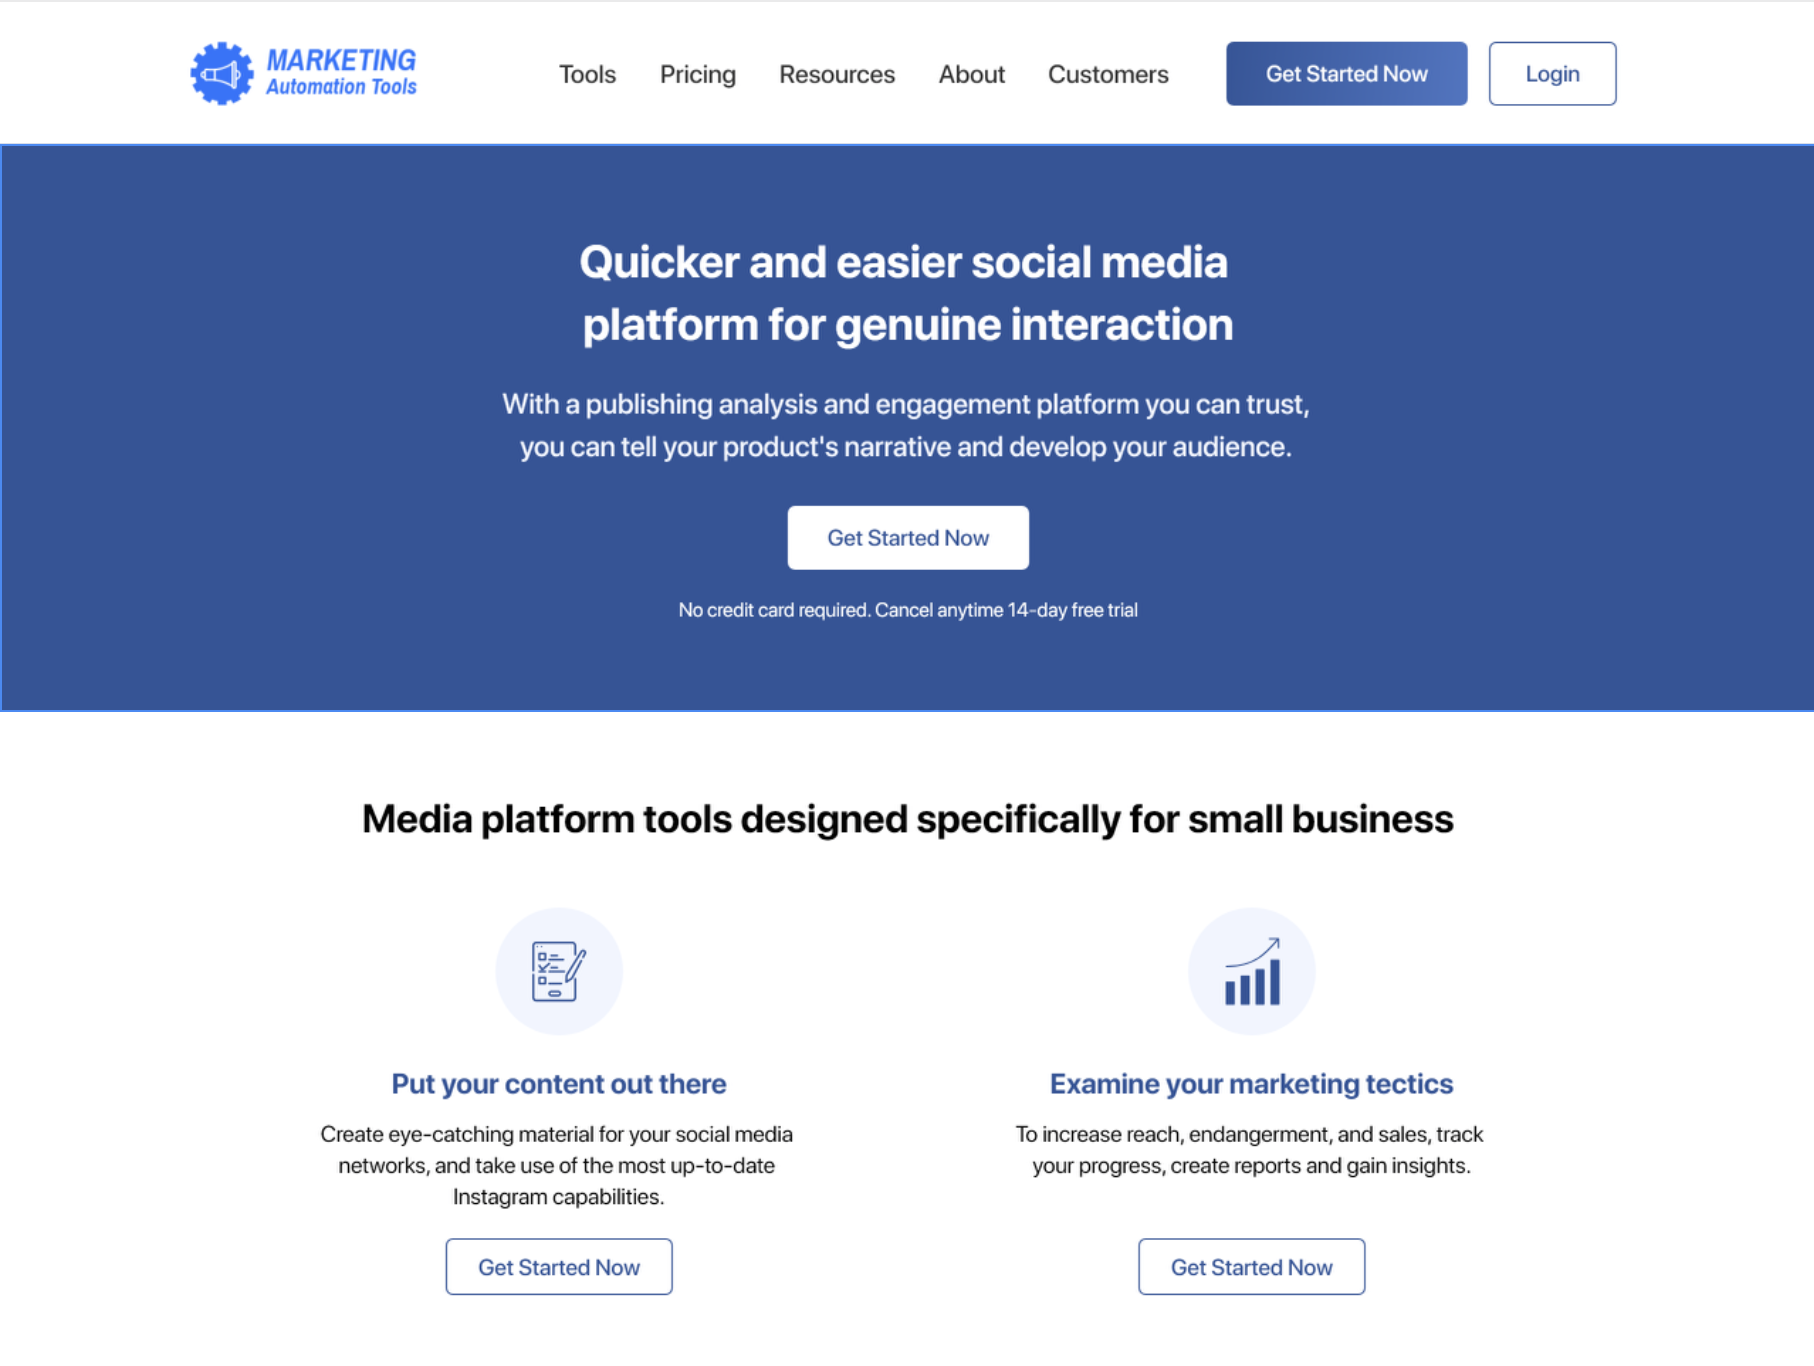 MARKETING
Automation Tools
Tools
Pricing
Resources
About
Customers
Get Started Now
Login
Quicker and easier social media
platform for genuine interaction
With a publishing analysis and engagement platform you can trust,
you can tell your product's narrative and develop your audience.
Get Started Now
No credit card required. Cancel anytime 14-day free trial
Media platform tools designed specifically for small business
Put your content out there
Create eye-catching material for your social media
networks, and take use of the most up-to-date
Instagram capabilities.
Get Started Now
Examine your marketing tectics
To increase reach, endangerment, and sales, track
your progress, create reports and gain insights.
Get Started Now